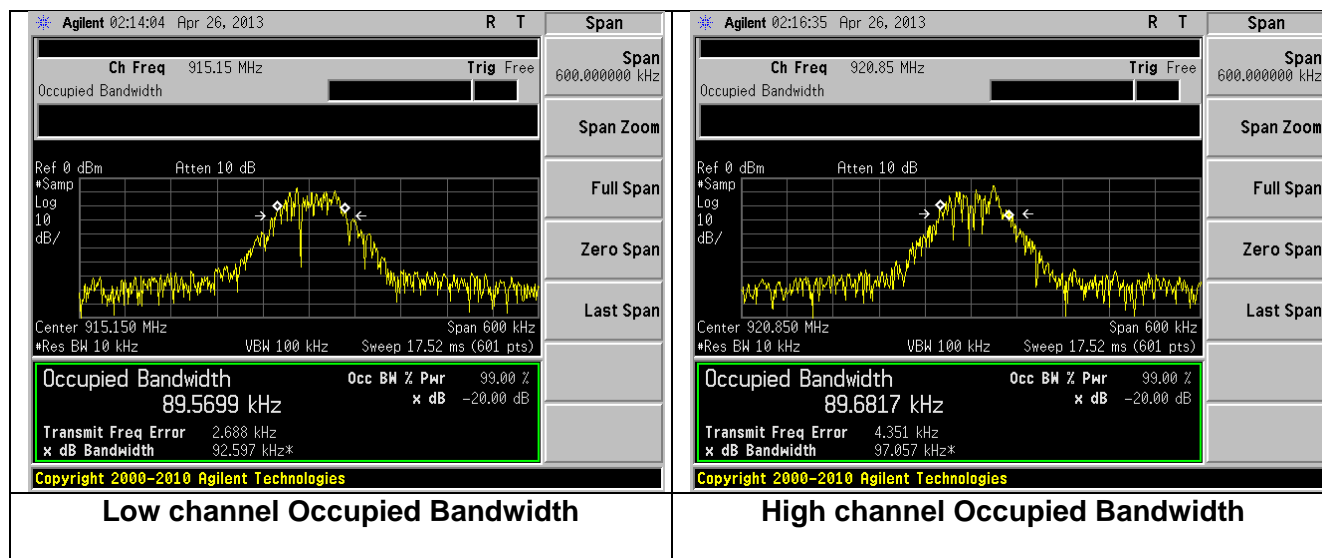 Agilent 02:14:04 Apr 26, 2013 R T
Ch Freq 915.15 MHz Trig Free
Occupied Bandwidth
Ref 0 dBm Atten 10 dB
#Samp
Log
10
dB/
Center 915.150 MHz Span 600 kHz
#Res BW 10 kHz VBW 100 kHz Sweep 17.52 ms (601 pts)
Occupied Bandwidth Occ BW % Pwr 99.00 %
89.5699 kHz x dB -20.00 dB
Transmit Freq Error 2.688 kHz
x dB Bandwidth 92.597 kHz*
Copyright 2000-2010 Agilent Technologies
Span
Span
600.000000 kHz
Span Zoom
Full Span
Zero Span
Last Span
Low channel Occupied Bandwidth
Agilent 02:16:35 Apr 26, 2013 R T
Ch Freq 920.85 MHz Trig Free
Occupied Bandwidth
Ref 0 dBm Atten 10 dB
#Samp
Log
10
dB/
Center 920.850 MHz Span 600 kHz
#Res BW 10 kHz VBW 100 kHz Sweep 17.52 ms (601 pts)
Occupied Bandwidth Occ BW % Pwr 99.00 %
89.6817 kHz x dB -20.00 dB
Transmit Freq Error 4.351 kHz
x dB Bandwidth 97.057 kHz*
Copyright 2000-2010 Agilent Technologies
Span
Span
600.000000 kHz
Span Zoom
Full Span
Zero Span
Last Span
High channel Occupied Bandwidth